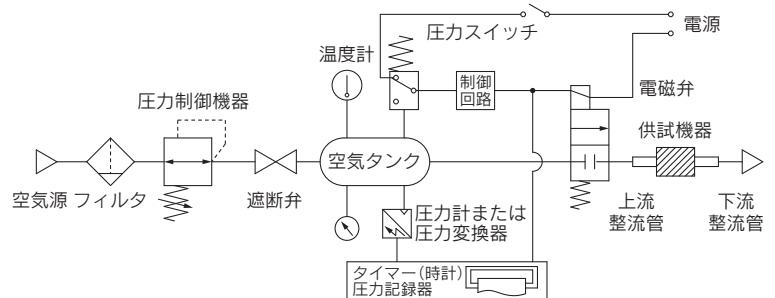 圧力スイッチ
電源
温度計
制御
回路
圧力制御機器
電磁弁
供試機器
空気タンク
空気源
フィルタ
遮断弁
上流
整流管
下流
整流管
圧力計または
圧力変換器
タイマー(時計)
圧力記録器